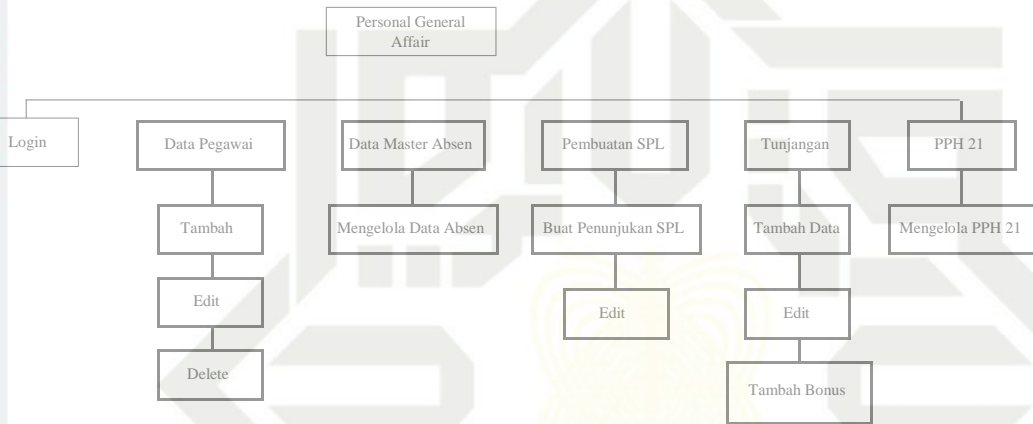 Personal General
Affair
Login
Data Pegawai
Data Master Absen
Pembuatan SPL
Tunjangan
PPH 21
Tambah
Mengelola Data Absen
Buat Penunjukan SPL
Tambah Data
Mengelola PPH 21
Edit
Edit
Edit
Delete
Tambah Bonus